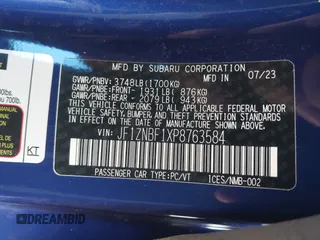 MFD BY SUBARU CORPORATION
GVWR/PNBV: 3748LB(1700KG) 07/23
GAWR/PNBE:FRONT- 1931LB( 876KG)
GAWR/PNBE:REAR - 2079LB( 943KG)
THIS VEHICLE CONFORMS TO ALL APPLICABLE
FEDERAL MOTOR
VEHICLE SAFETY, BUMPER, AND THEFT
PREVENTION STANDARDS IN EFFECT ON THE DATE
OF MANUFACTURE SHOWN ABOVE.
VIN: JF1ZNBF1XP8763584
PASSENGER CAR TYPE:PC/VT ICES/NMB-002
lbs.
700lb.
KT
DREAMBID